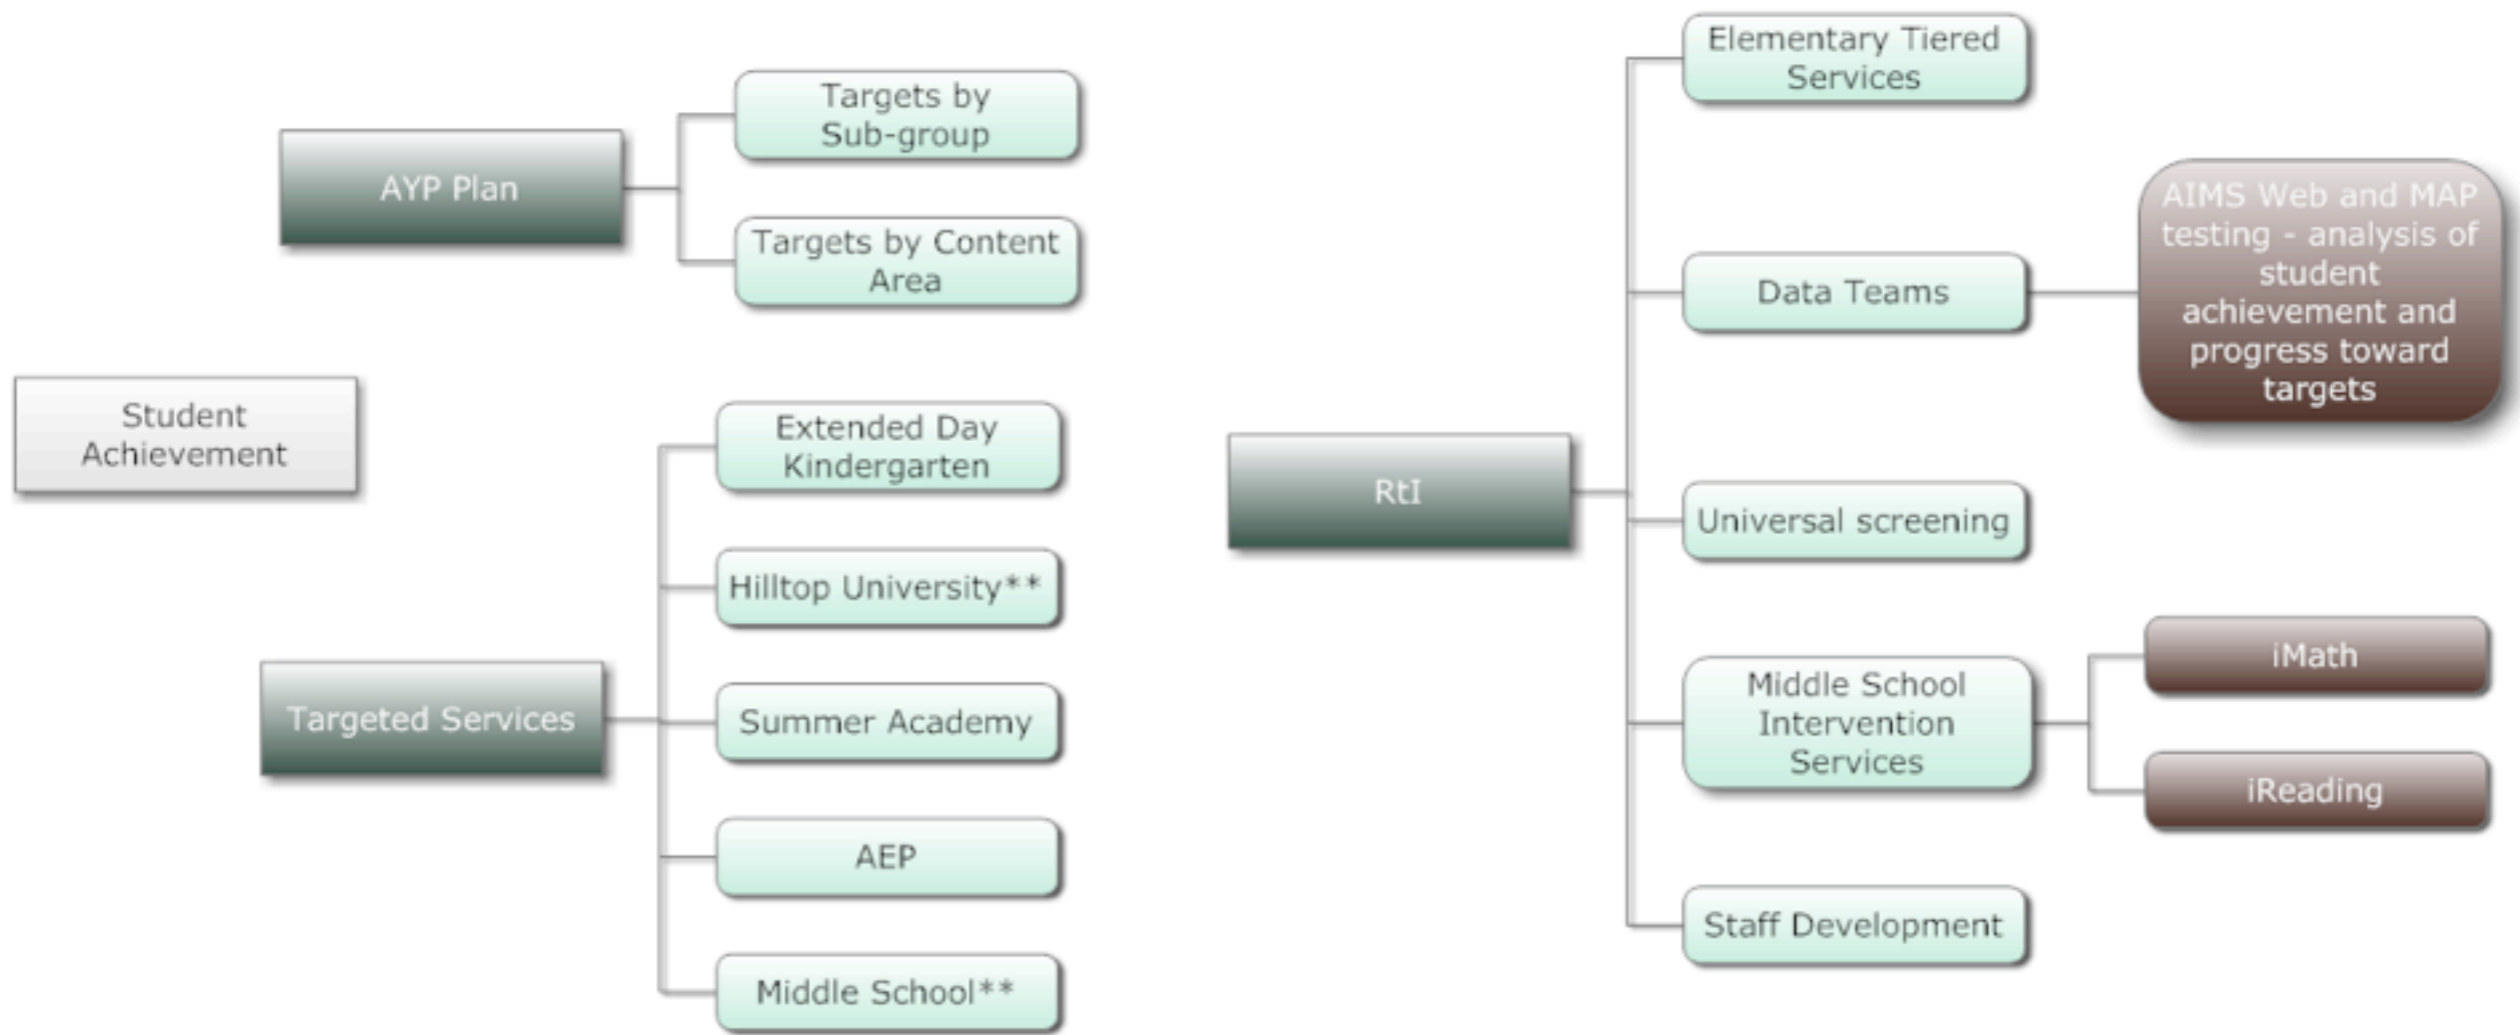 Student
Achievement
AYP Plan
Targets by
Sub-group
Targets by Content
Area
Targeted Services
Extended Day
Kindergarten
Hilltop University**
Summer Academy
AEP
Middle School**
RtI
Elementary Tiered
Services
Data Teams
AIMS Web and MAP
testing - analysis of
student
achievement and
progress toward
targets
Universal screening
Middle School
Intervention
Services
iMath
iReading
Staff Development